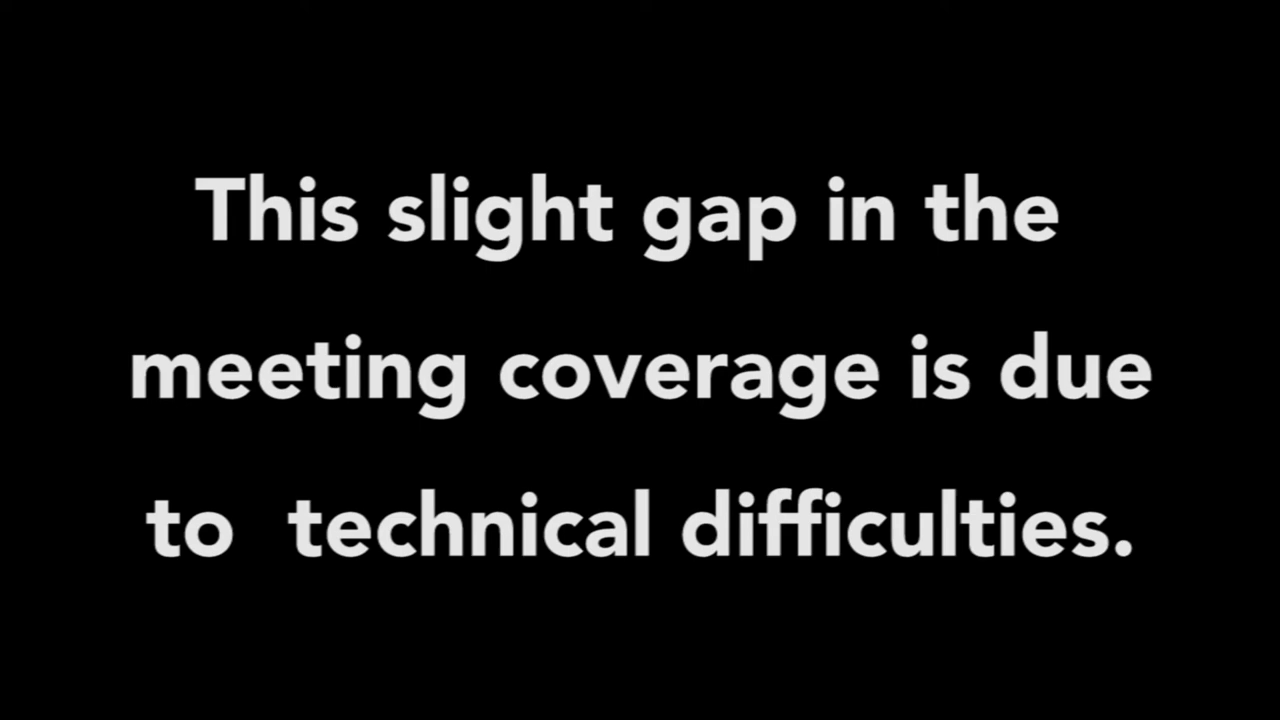 This slight gap in the
meeting coverage is due
to  technical difficulties.